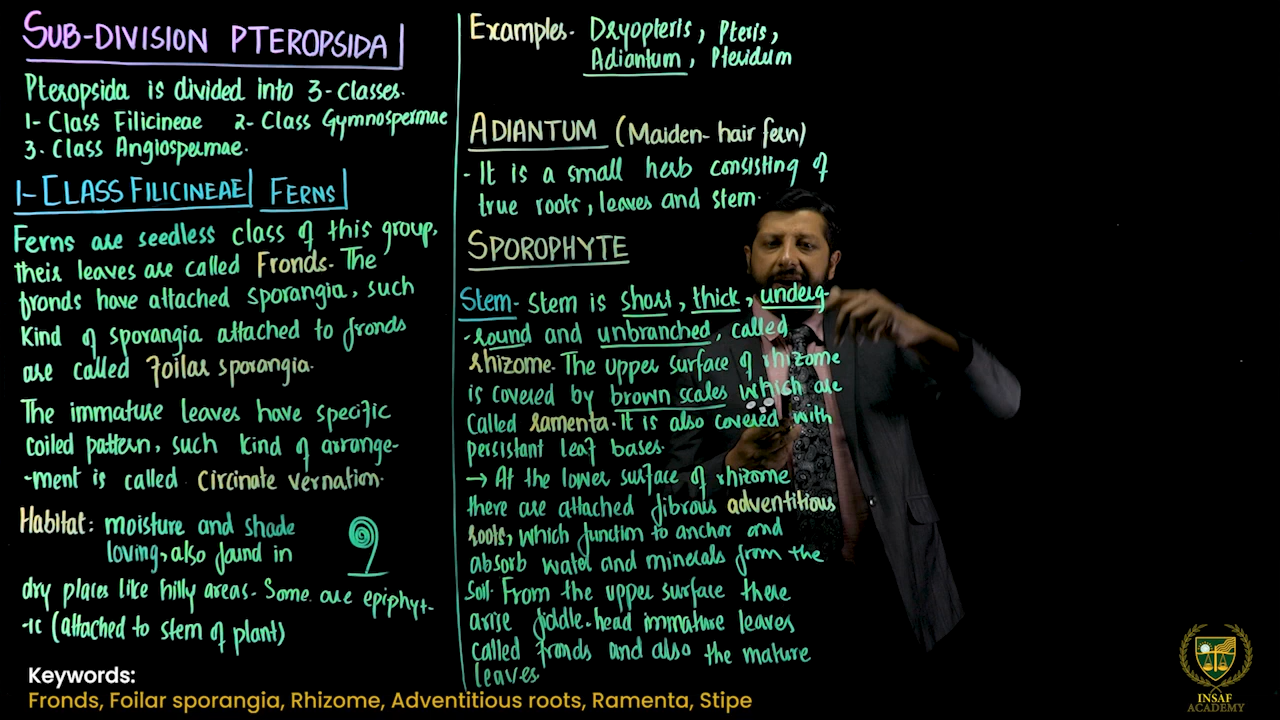 SUB-DIVISION PTEROPSIDA
Pteropsida is divided into 3-classes.
1- Class Filicineae 2- Class Gymnospermae
3. Class Angiospermae.
1- CLASS FILICINEAE FERNS
Ferns are seedless class of this group,
their leaves are called Fronds. The
fronds have attached sporangia, such
Kind of sporangia attached to fronds
are called Foilar sporangia.
The immature leaves have specific
coiled pattern, such kind of arrange-
-ment is called circinate vernation.
Habitat: moisture and shade
loving, also found in
dry places like hilly areas. Some are epiphyt-
-ic (attached to stem of plant)
Examples- Dryopteris, Pteris,
Adiantum, Pteridum
ADIANTUM (Maiden-hair fern)
- It is a small herb consisting of
true roots, leaves and stem.
SPOROPHYTE
Stem- Stem is short, thick, underg-
-round and unbranched, called
rhizome. The upper surface of rhizome
is covered by brown scales which are
called ramenta. It is also covered with
persistant leaf bases.
→ At the lower surface of rhizome
there are attached fibrous adventitious
roots, which function to anchor and
absorb water and minerals from the
soil. From the upper surface there
arise fiddle-head immature leaves
called fronds and also the mature
leaves.
Keywords:
Fronds, Foilar sporangia, Rhizome, Adventitious roots, Ramenta, Stipe
INSAF
ACADEMY